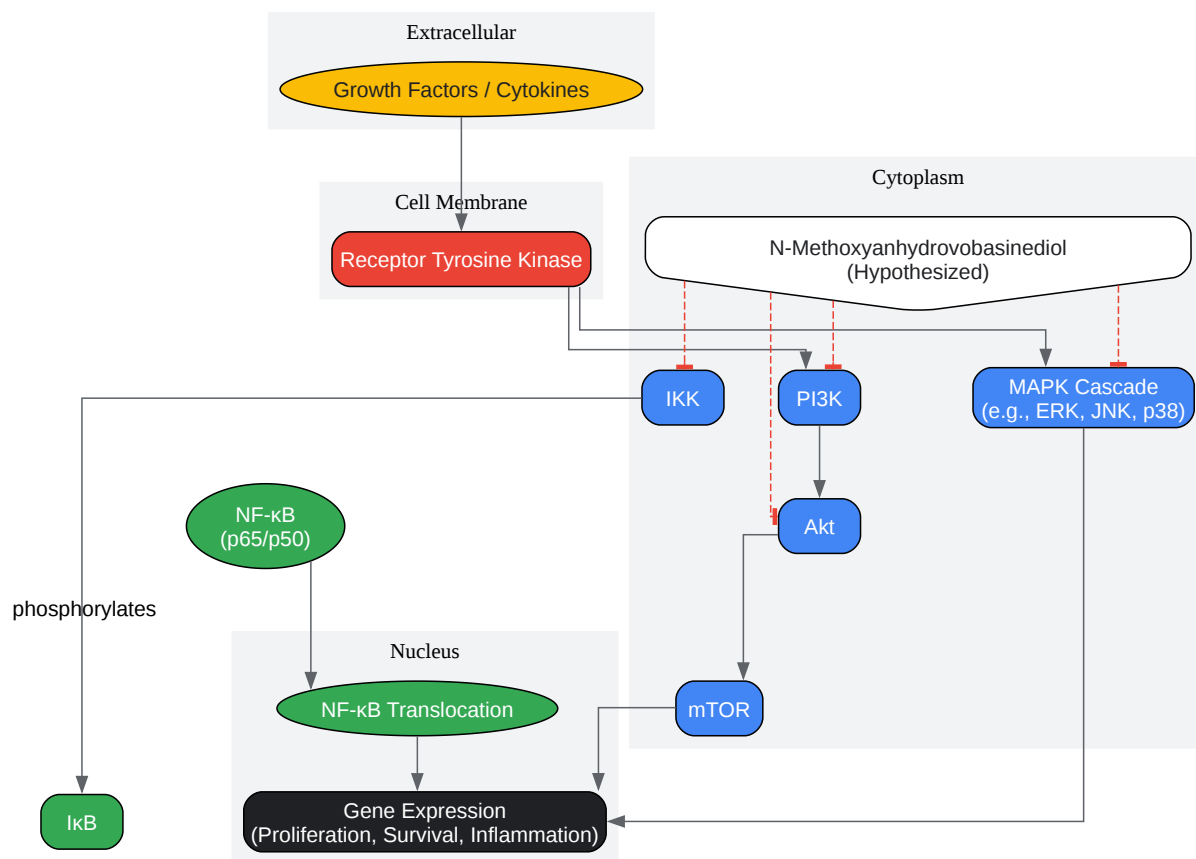 Extracellular
Growth Factors / Cytokines
Cytoplasm
Cell Membrane
Receptor Tyrosine Kinase
N-Methoxyanhydrovobasinediol
(Hypothesized)
IKK
PI3K
MAPK Cascade
(e.g., ERK, JNK, p38)
NF-κB
(p65/p50)
Akt
phosphorylates
Nucleus
NF-κB Translocation
mTOR
Gene Expression
(Proliferation, Survival, Inflammation)
IκB